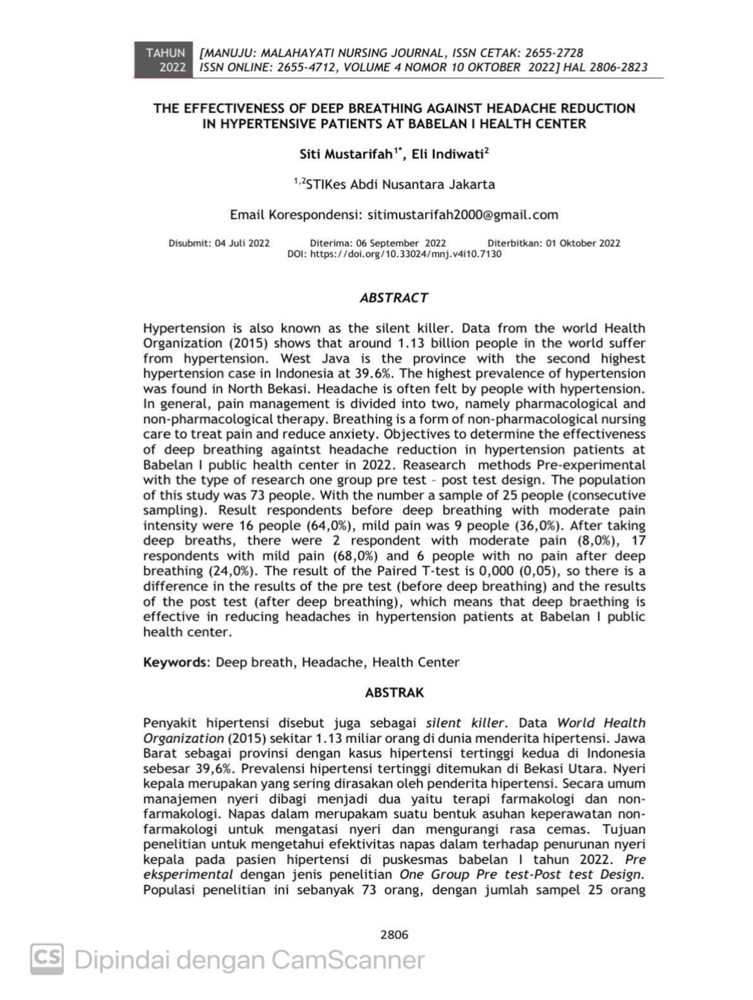 TAHUN
2022
[MANUJU: MALAHAYATI NURSING JOURNAL, ISSN CETAK: 2655-2728
ISSN ONLINE: 2655-4712, VOLUME 4 NOMOR 10 OKTOBER 2022] HAL 2806-2823
THE EFFECTIVENESS OF DEEP BREATHING AGAINST HEADACHE REDUCTION
IN HYPERTENSIVE PATIENTS AT BABELAN I HEALTH CENTER
Siti Mustarifah1*, Eli Indiwati2
1,2STIKes Abdi Nusantara Jakarta
Email Korespondensi: sitimustarifah2000@gmail.com
Disubmit: 04 Juli 2022 Diterima: 06 September 2022 Diterbitkan: 01 Oktober 2022
DOI: https://doi.org/10.33024/mnj.v4i10.7130
ABSTRACT
Hypertension is also known as the silent killer. Data from the world Health
Organization (2015) shows that around 1.13 billion people in the world suffer
from hypertension. West Java is the province with the second highest
hypertension case in Indonesia at 39.6%. The highest prevalence of hypertension
was found in North Bekasi. Headache is often felt by people with hypertension.
In general, pain management is divided into two, namely pharmacological and
non-pharmacological therapy. Breathing is a form of non-pharmacological nursing
care to treat pain and reduce anxiety. Objectives to determine the effectiveness
of deep breathing againtst headache reduction in hypertension patients at
Babelan I public health center in 2022. Reasearch methods Pre-experimental
with the type of research one group pre test - post test design. The population
of this study was 73 people. With the number a sample of 25 people (consecutive
sampling). Result respondents before deep breathing with moderate pain
intensity were 16 people (64,0%), mild pain was 9 people (36,0%). After taking
deep breaths, there were 2 respondent with moderate pain (8,0%), 17
respondents with mild pain (68,0%) and 6 people with no pain after deep
breathing (24,0%). The result of the Paired T-test is 0,000 (0,05), so there is a
difference in the results of the pre test (before deep breathing) and the results
of the post test (after deep breathing), which means that deep braething is
effective in reducing headaches in hypertension patients at Babelan I public
health center.
Keywords: Deep breath, Headache, Health Center
ABSTRAK
Penyakit hipertensi disebut juga sebagai silent killer. Data World Health
Organization (2015) sekitar 1.13 miliar orang di dunia menderita hipertensi. Jawa
Barat sebagai provinsi dengan kasus hipertensi tertinggi kedua di Indonesia
sebesar 39,6%. Prevalensi hipertensi tertinggi ditemukan di Bekasi Utara. Nyeri
kepala merupakan yang sering dirasakan oleh penderita hipertensi. Secara umum
manajemen nyeri dibagi menjadi dua yaitu terapi farmakologi dan non-
farmakologi. Napas dalam merupakam suatu bentuk asuhan keperawatan non-
farmakologi untuk mengatasi nyeri dan mengurangi rasa cemas. Tujuan
penelitian untuk mengetahui efektivitas napas dalam terhadap penurunan nyeri
kepala pada pasien hipertensi di puskesmas babelan I tahun 2022. Pre
eksperimental dengan jenis penelitian One Group Pre test-Post test Design.
Populasi penelitian ini sebanyak 73 orang, dengan jumlah sampel 25 orang
2806
CS Dipindai dengan CamScanner